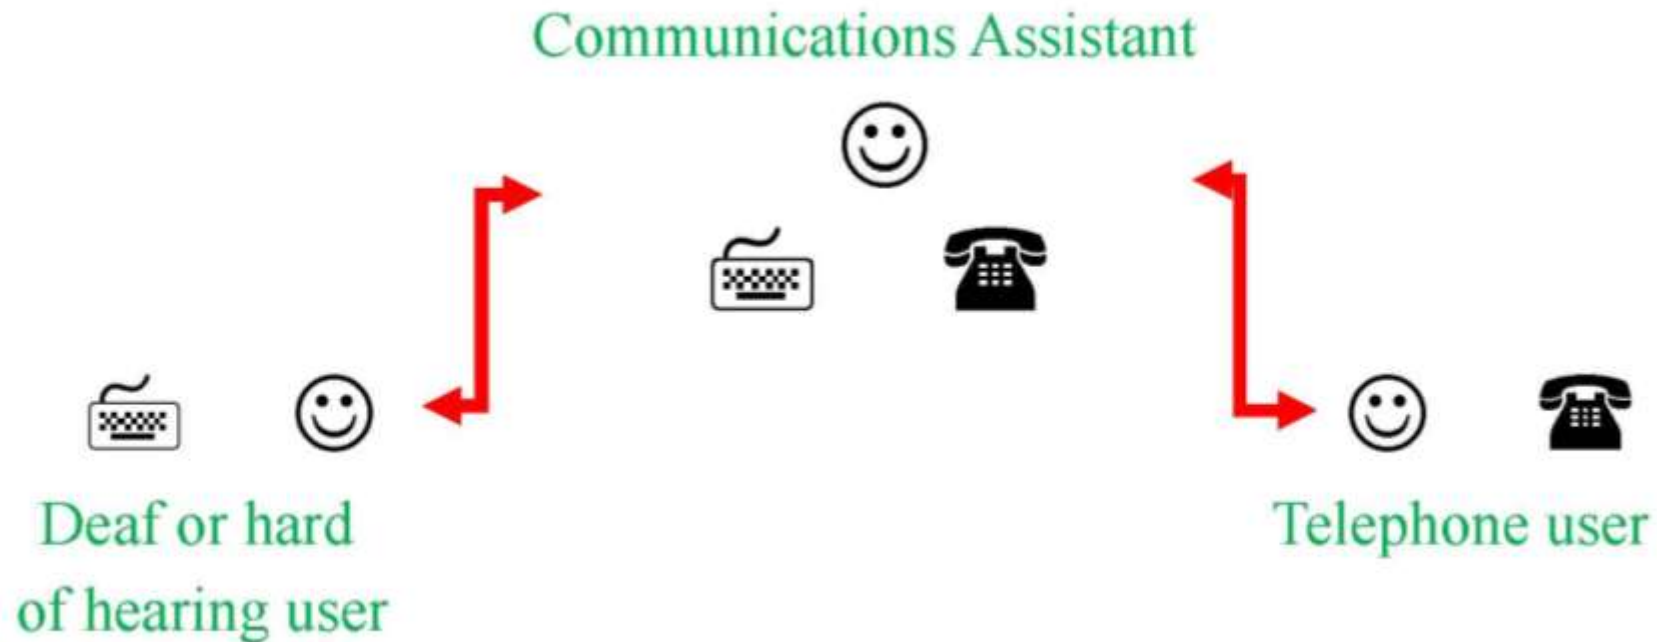 Communications Assistant
Deaf or hard
of hearing user
Telephone user